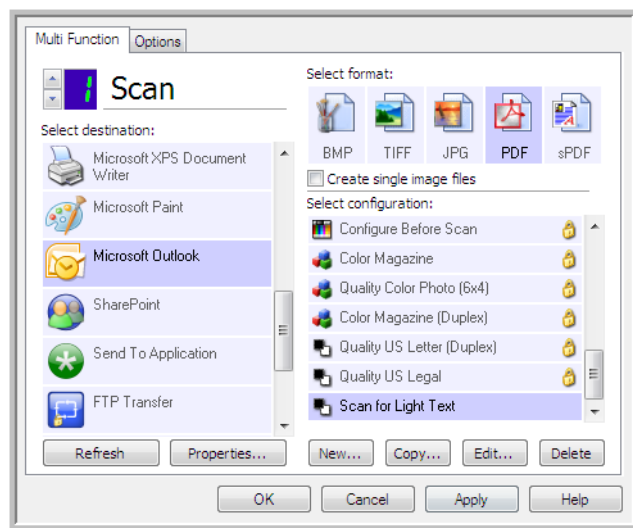 Multi Function
Options
1
Scan
Select destination:
Microsoft XPS Document
Writer
Microsoft Paint
Microsoft Outlook
SharePoint
Send To Application
FTP Transfer
Refresh
Properties...
Select format:
BMP
TIFF
JPG
PDF
sPDF
Create single image files
Select configuration:
Configure Before Scan
Color Magazine
Quality Color Photo (6x4)
Color Magazine (Duplex)
Quality US Letter (Duplex)
Quality US Legal
Scan for Light Text
New...
Copy...
Edit...
Delete
OK
Cancel
Apply
Help